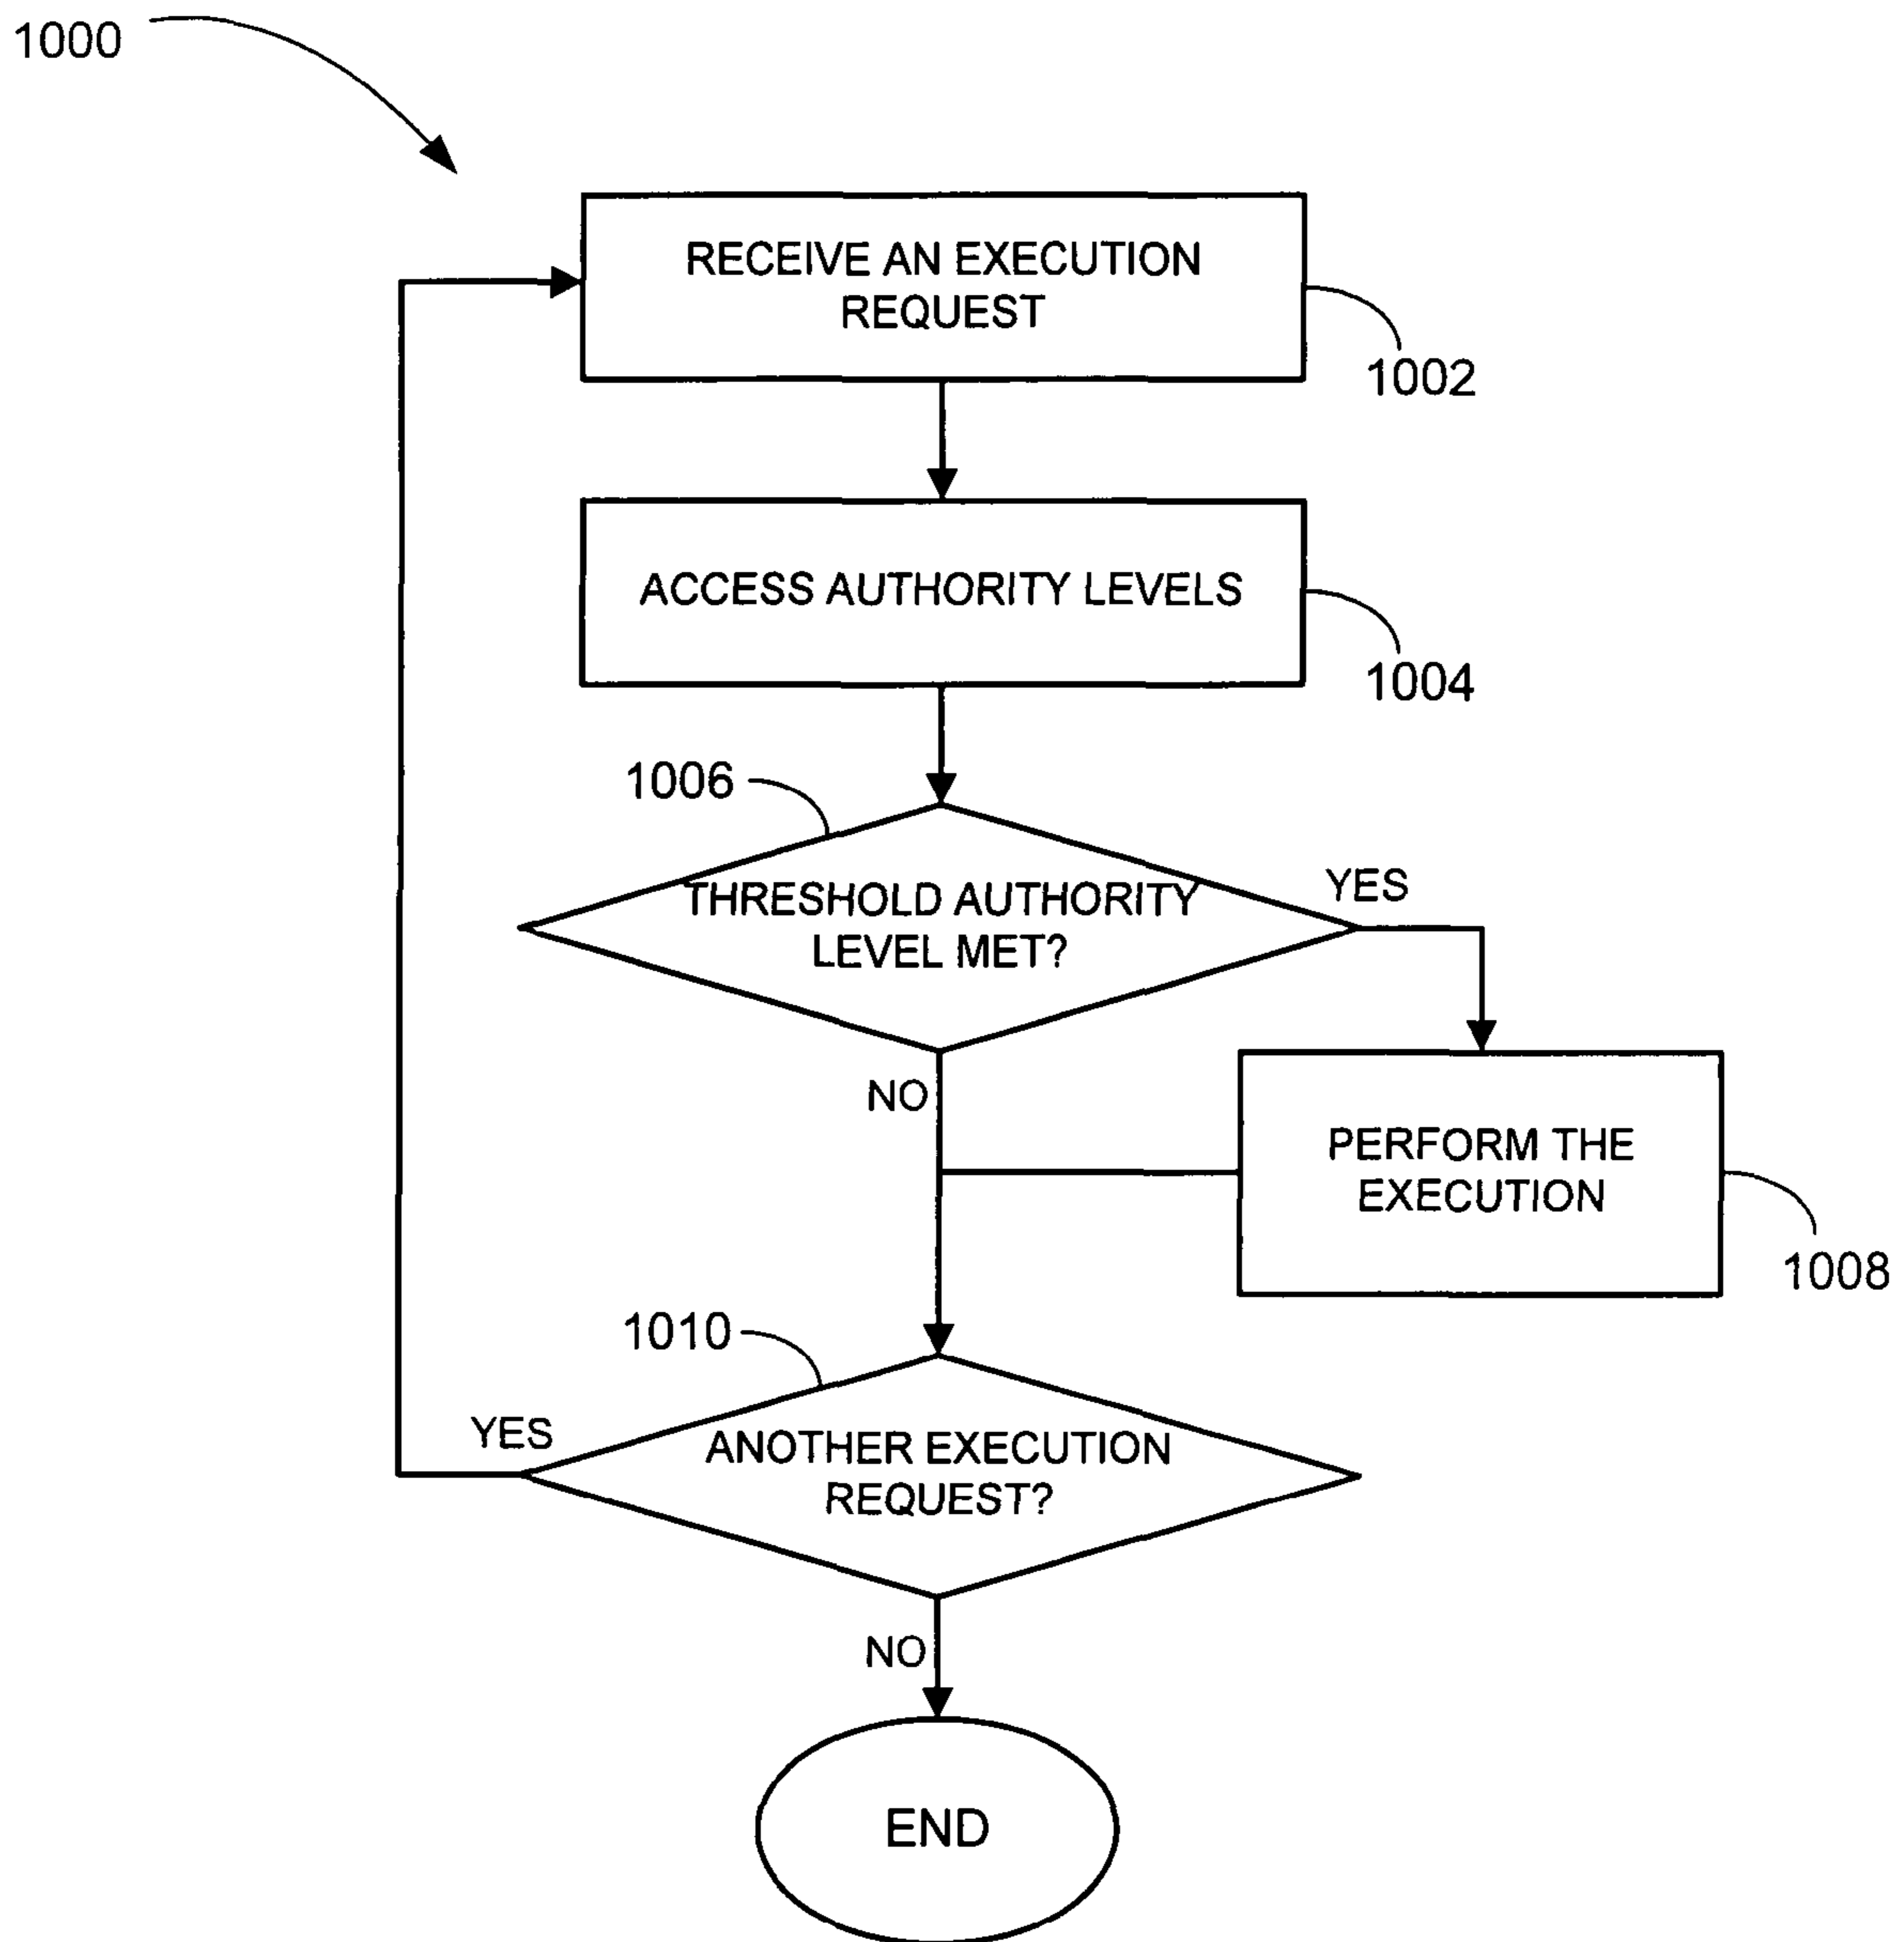 1000
RECEIVE AN EXECUTION
REQUEST
1002
ACCESS AUTHORITY LEVELS
1004
1006
THRESHOLD AUTHORITY
LEVEL MET?
YES
NO
PERFORM THE
EXECUTION
1008
1010
YES
ANOTHER EXECUTION
REQUEST?
NO
END